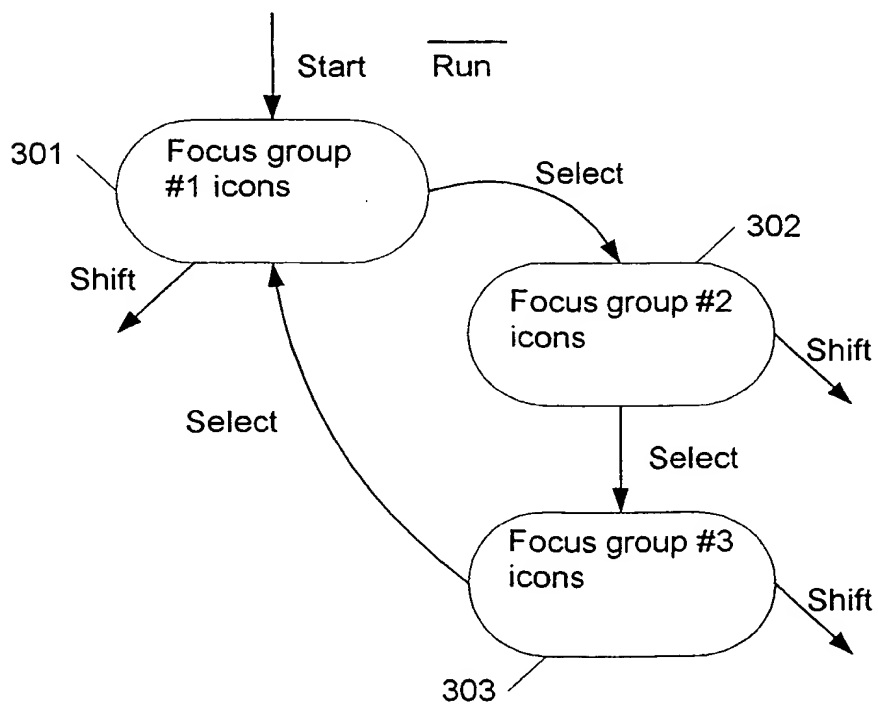 Start
Run
301
Focus group
#1 icons
Select
302
Shift
Focus group #2
icons
Shift
Select
Select
Focus group #3
icons
Shift
303